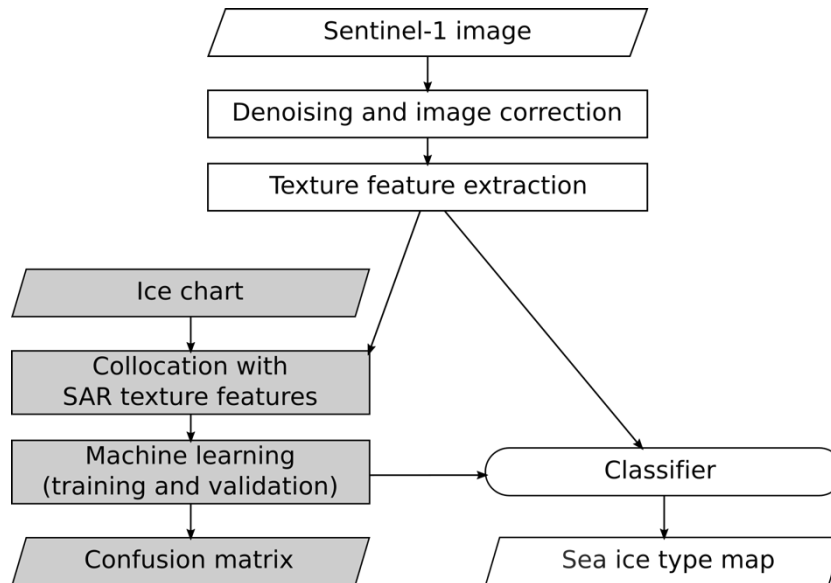 Sentinel-1 image
Denoising and image correction
Texture feature extraction
Ice chart
Collocation with
SAR texture features
Machine learning
(training and validation)
Classifier
Confusion matrix
Sea ice type map